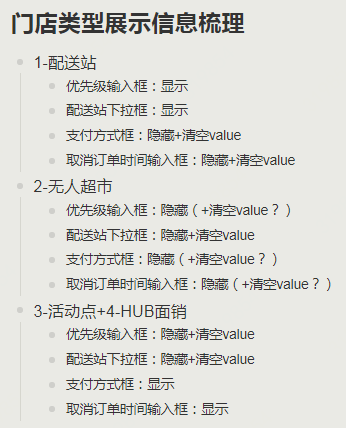 门店类型展示信息梳理
1-配送站
优先级输入框：显示
配送站下拉框：显示
支付方式框：隐藏+清空value
取消订单时间输入框：隐藏+清空value
2-无人超市
优先级输入框：隐藏（+清空value？）
配送站下拉框：隐藏+清空value
支付方式框：隐藏（+清空value？）
取消订单时间输入框：隐藏（+清空value？）
3-活动点+4-HUB面销
优先级输入框：隐藏+清空value
配送站下拉框：隐藏+清空value
支付方式框：显示
取消订单时间输入框：显示